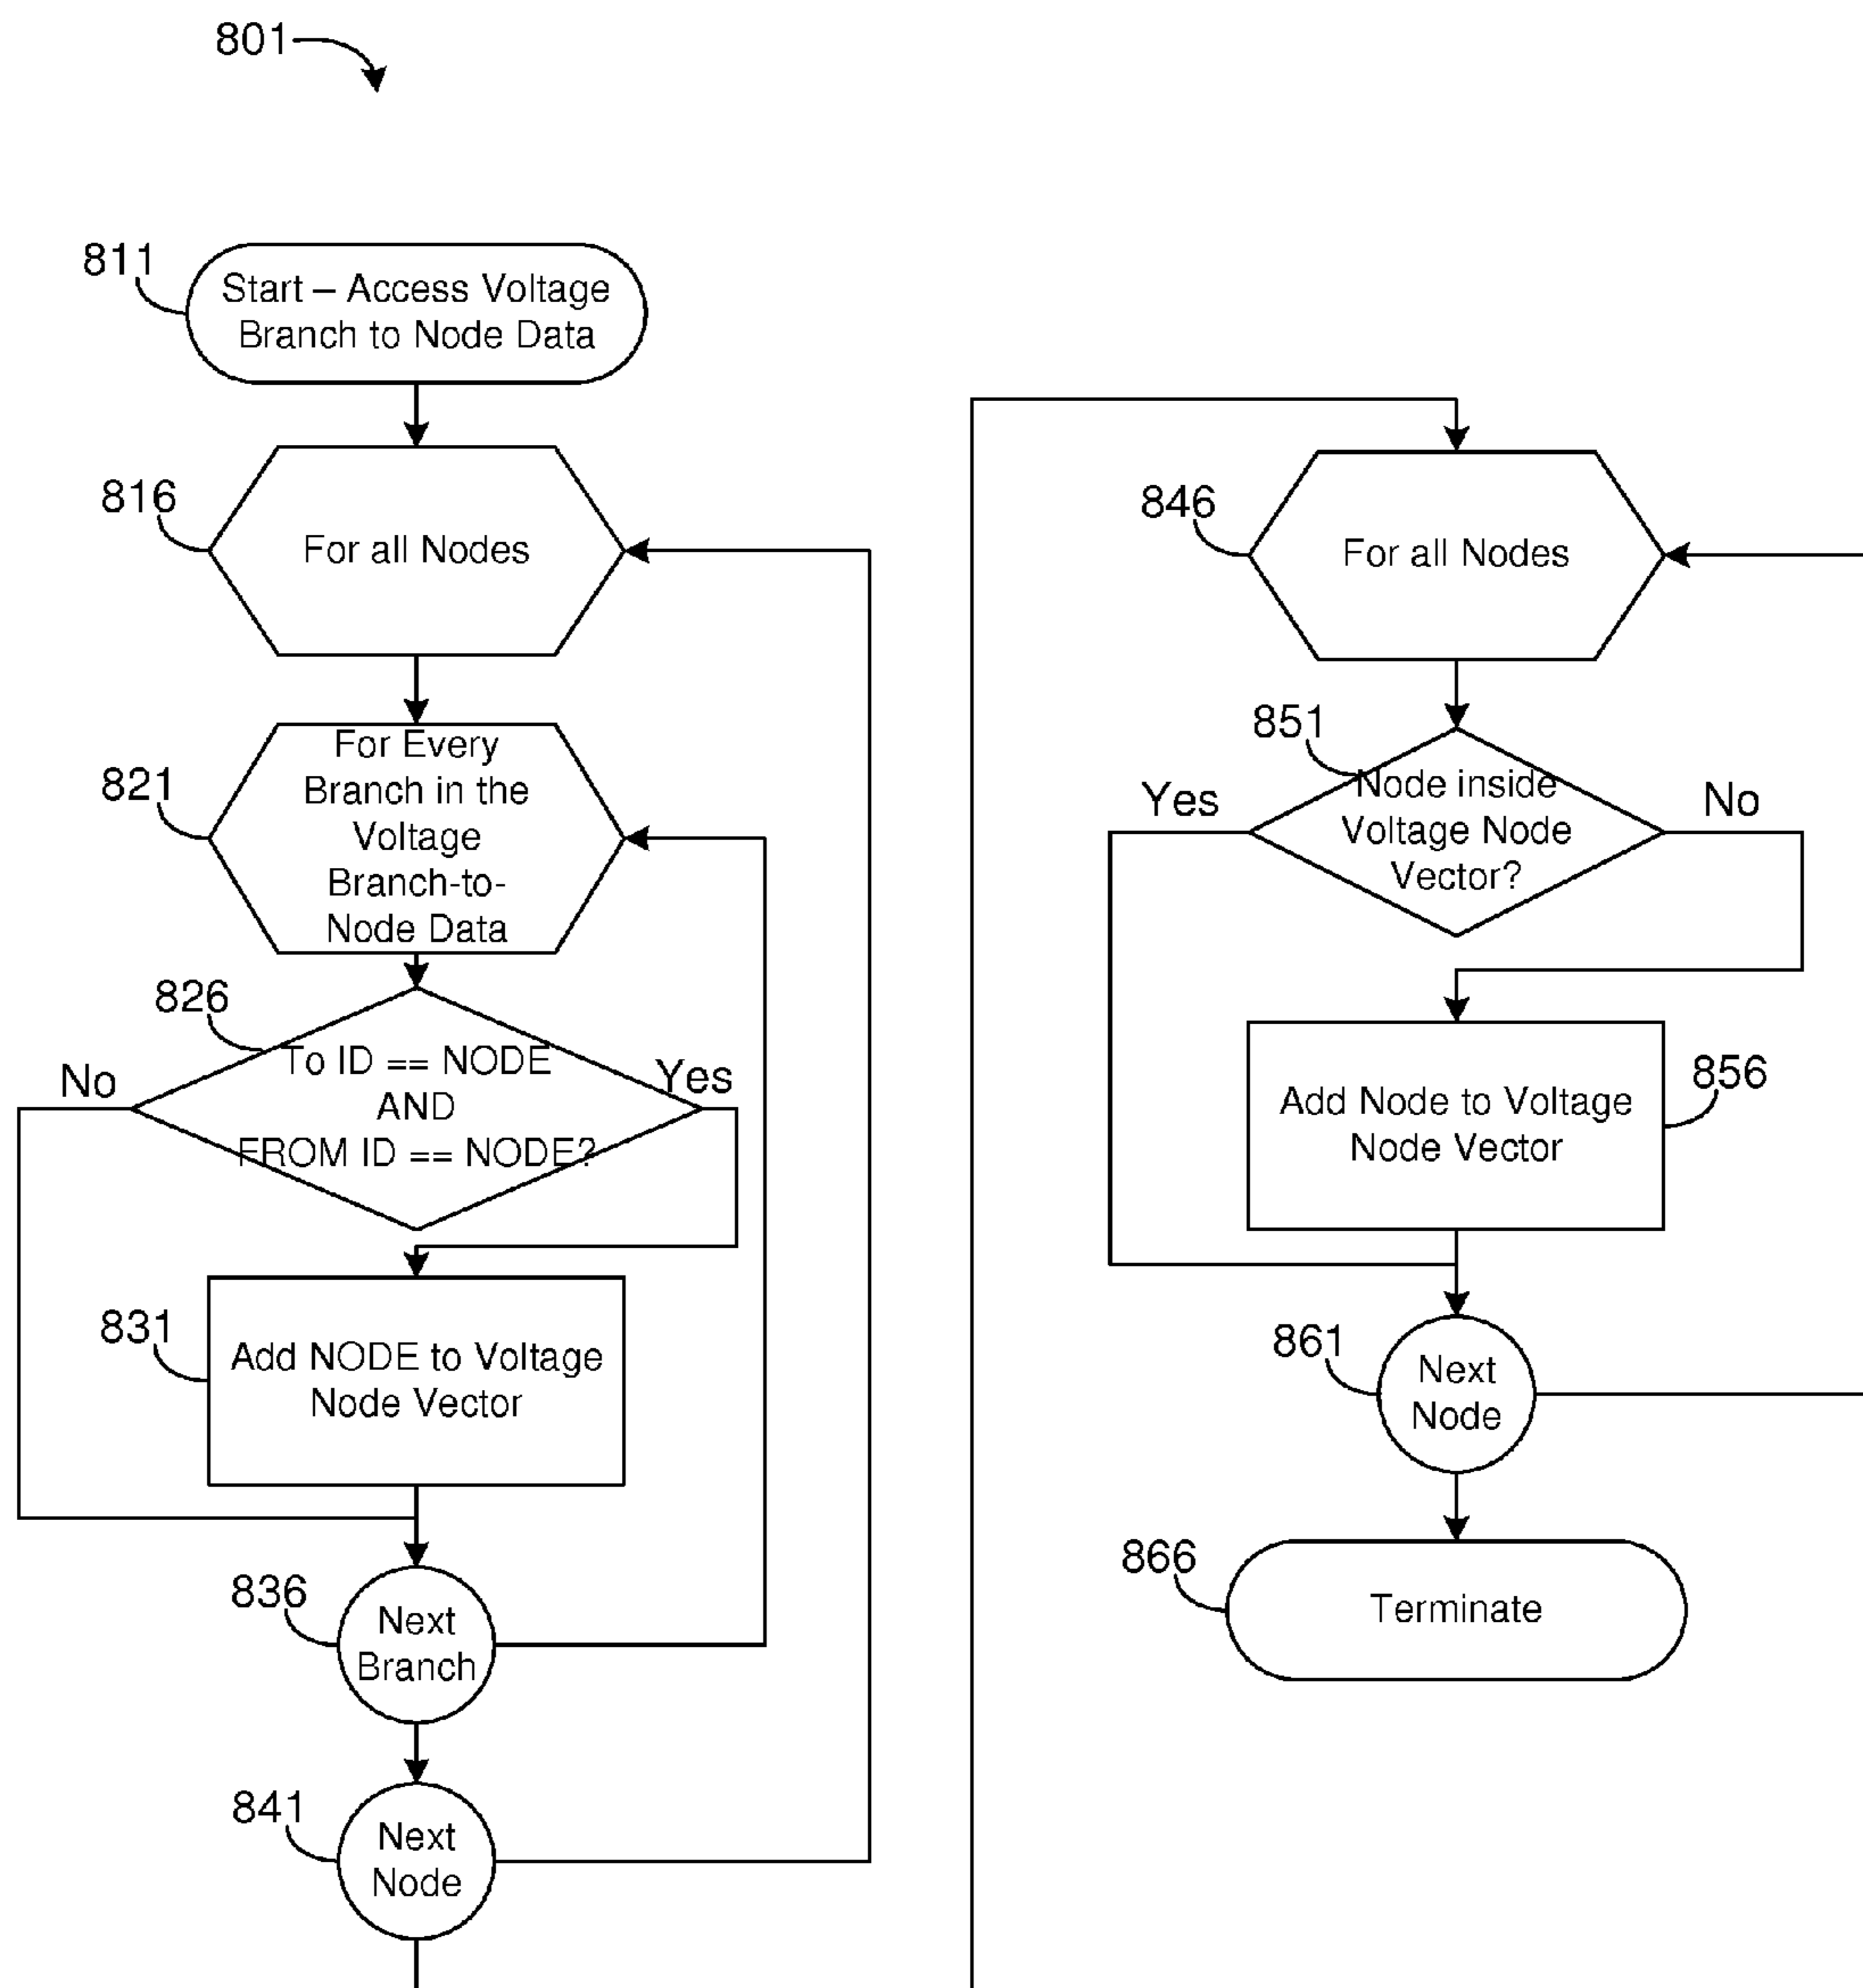 801
811
Start – Access Voltage
Branch to Node Data
816
For all Nodes
821
For Every
Branch in the
Voltage
Branch-to-
Node Data
826
To ID == NODE
AND
FROM ID == NODE?
No
Yes
831
Add NODE to Voltage
Node Vector
836
Next
Branch
841
Next
Node
846
For all Nodes
851
Node inside
Voltage Node
Vector?
Yes
No
856
Add Node to Voltage
Node Vector
861
Next
Node
866
Terminate